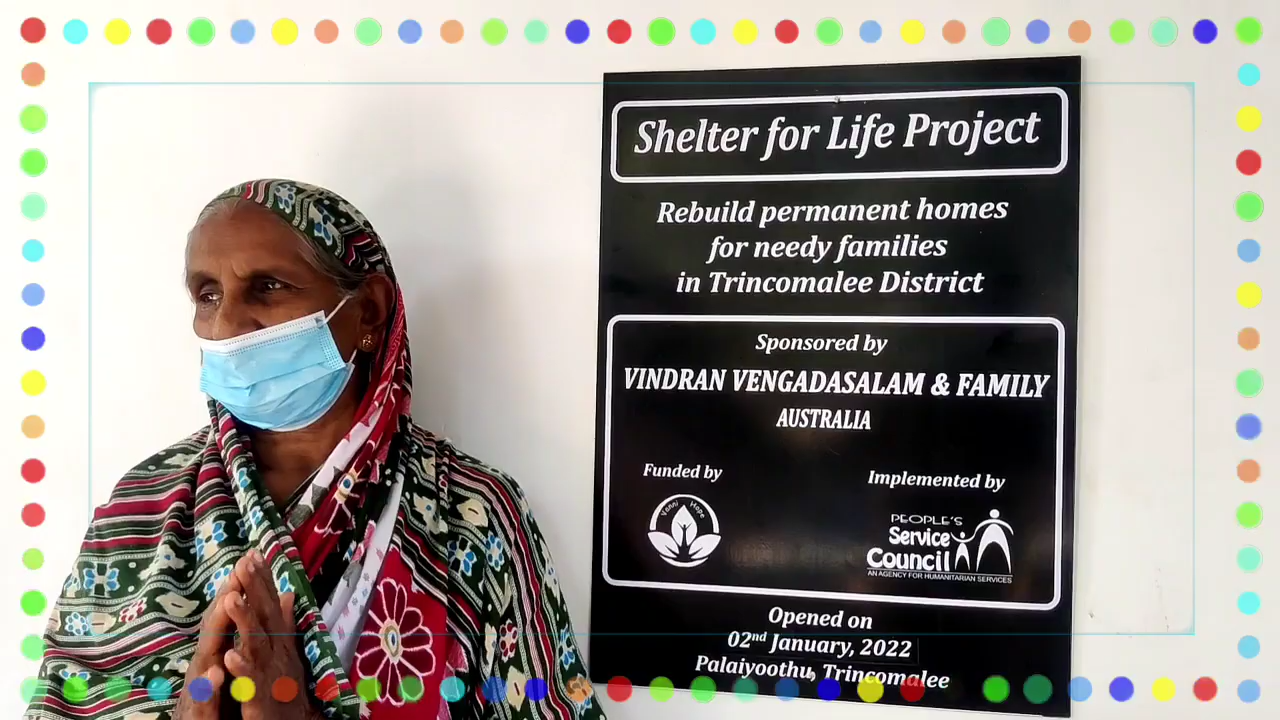 Shelter for Life Project
Rebuild permanent homes
for needy families
in Trincomalee District
Sponsored by
VINDRAN VENGADASALAM & FAMILY
AUSTRALIA
Funded by
Vanni Hope
Implemented by
PEOPLE'S
Service
Council
AN AGENCY FOR HUMANITARIAN SERVICES
Opened on
02nd January, 2022
Palaiyoothu, Trincomalee